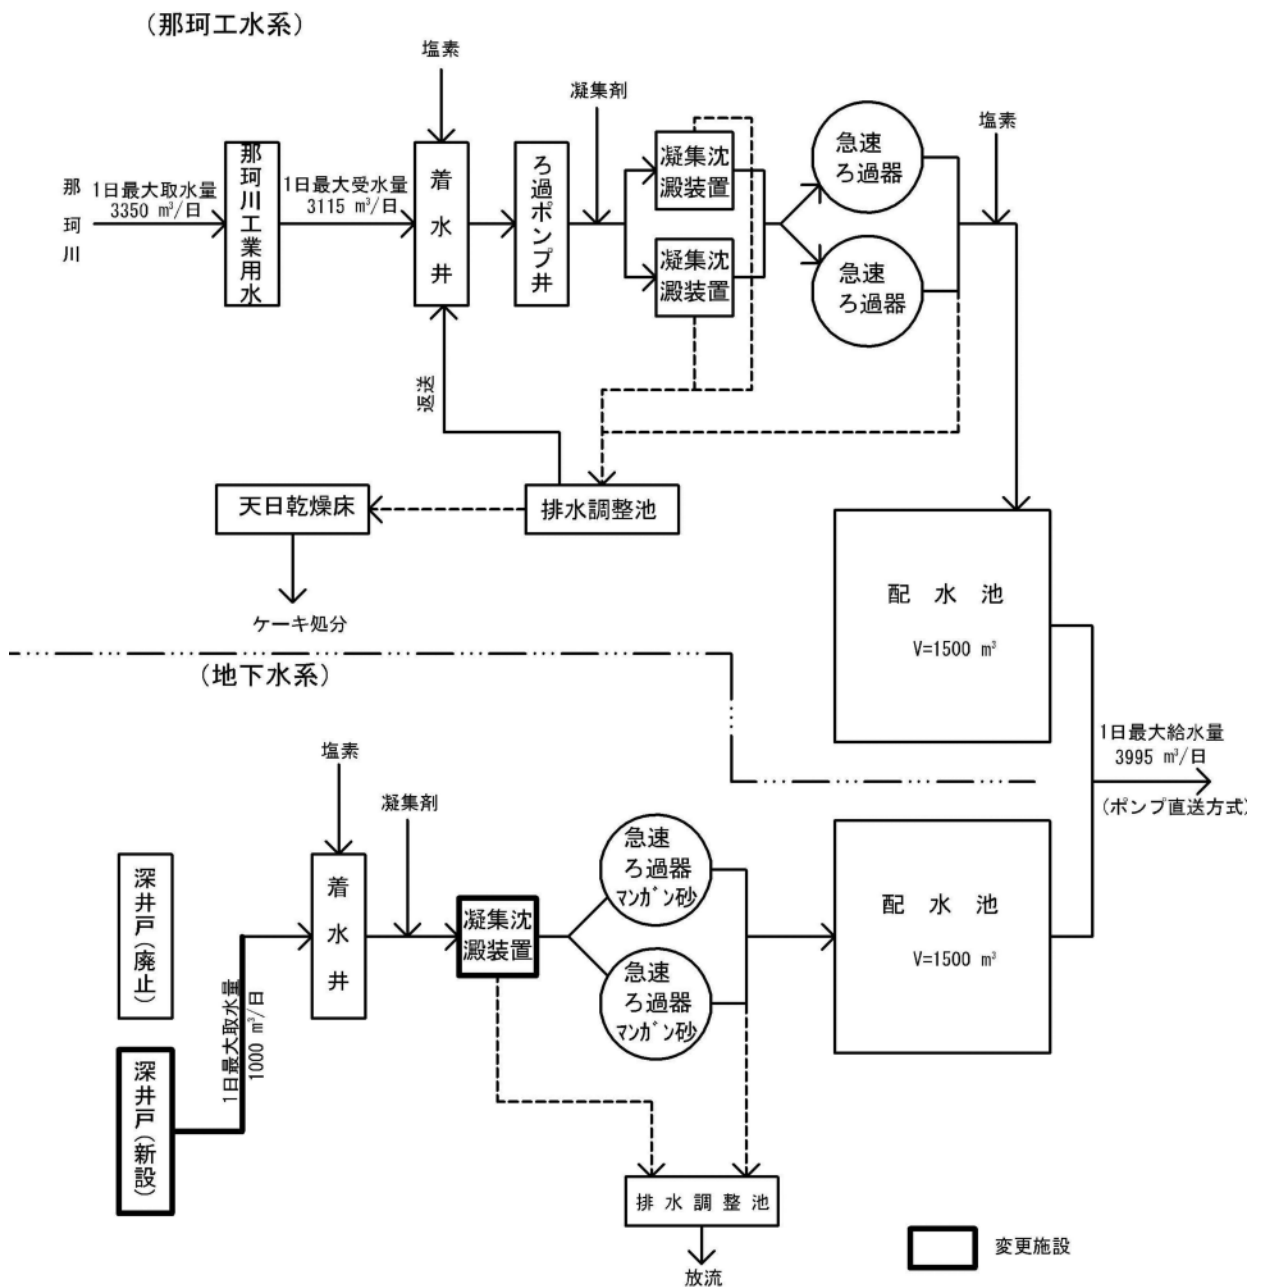 (那珂工水系)
塩素
凝集剤
塩素
那珂川
1日最大取水量
3350 m³/日
那珂川工業用水
1日最大受水量
3115 m³/日
着水井
ろ過ポンプ井
凝集沈
澱装置
凝集沈
澱装置
急速
ろ過器
急速
ろ過器
返送
天日乾燥床
排水調整池
ケーキ処分
配水池
V=1500 m³
(地下水系)
1日最大給水量
3995 m³/日
(ポンプ直送方式)
塩素
凝集剤
深井戸(廃止)
深井戸(新設)
1日最大取水量
1000 m³/日
着水井
凝集沈
澱装置
急速
ろ過器
マンガン砂
急速
ろ過器
マンガン砂
配水池
V=1500 m³
排水調整池
放流
変更施設